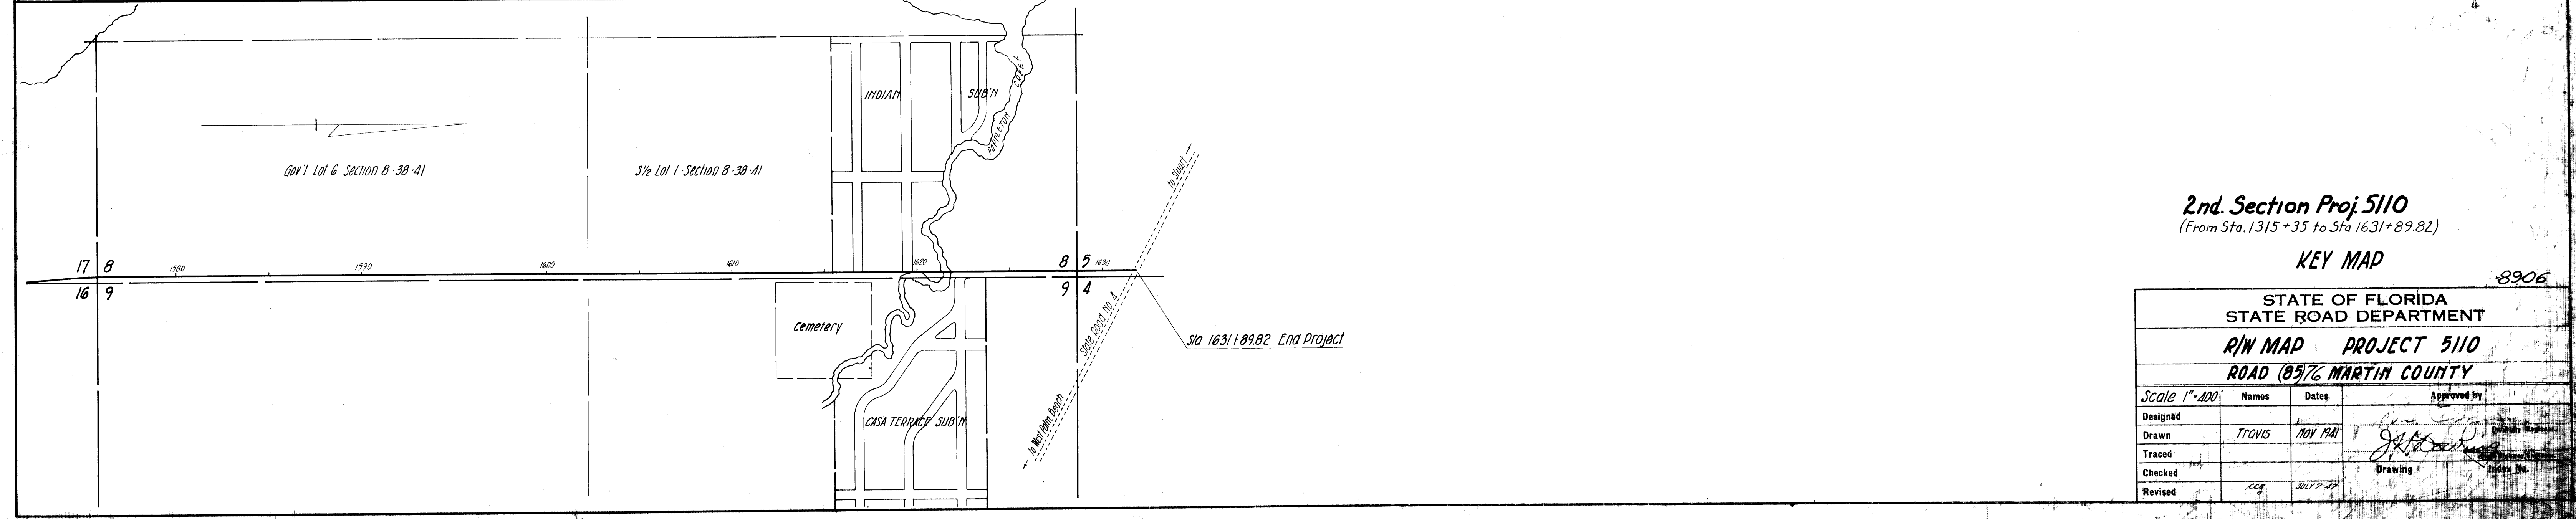 INDIAN
SUB'N
POPPLETON CREEK
Gov't Lot 6 Section 8-38-41
S½ Lot 1-Section 8-38-41
to Stuart
17 8
1580
1590
1600
1610
1620
8 5
1630
16 9
9 4
Cemetery
State Road No. 4
Sta 1631+89.82 End Project
CASA TERRACE SUB'N
to West Palm Beach
2nd. Section Proj. 5110
(From Sta. 1315+35 to Sta. 1631+89.82)
KEY MAP
8906
STATE OF FLORIDA
STATE ROAD DEPARTMENT
R/W MAP PROJECT 5110
ROAD (85)76 MARTIN COUNTY
Scale 1"=400' Names Dates Approved by
Designed
Drawn Travis NOV 1941
Traced
Checked
Drawing Index No.
Revised